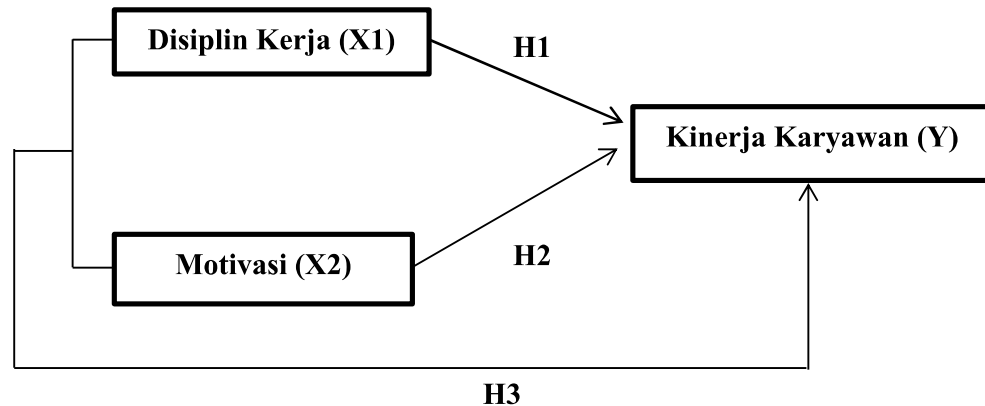 Disiplin Kerja (X1)
H1
Kinerja Karyawan (Y)
Motivasi (X2)
H2
H3